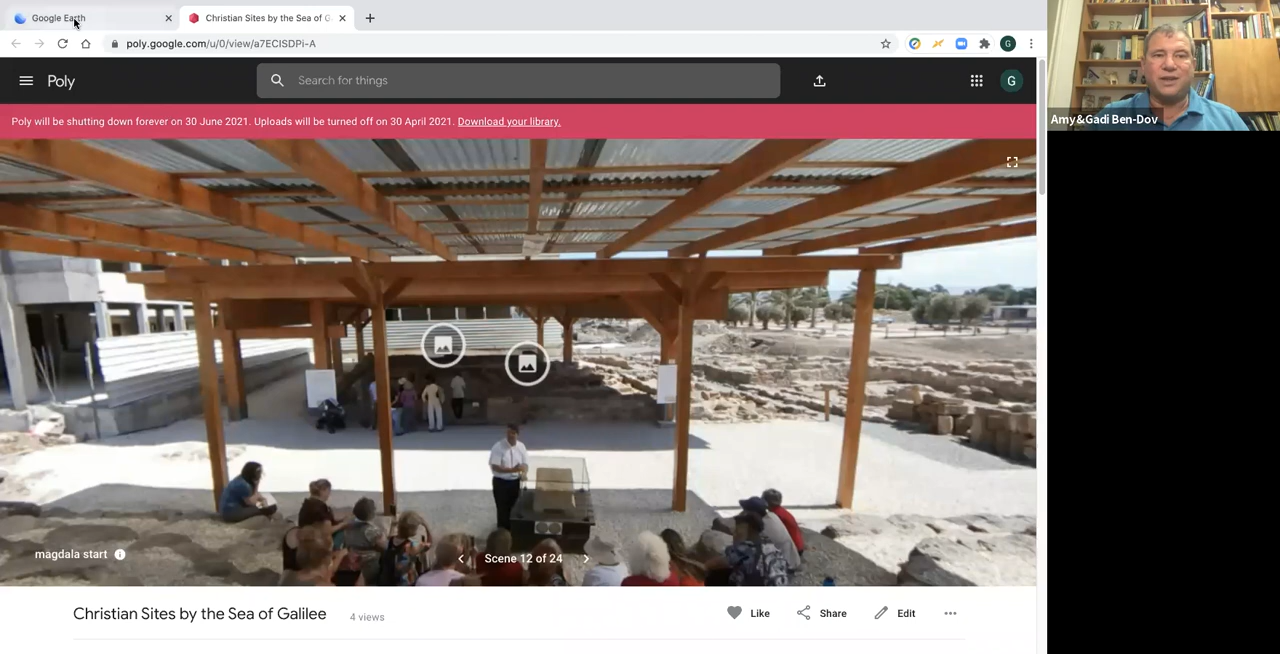 Google Earth
Christian Sites by the Sea of G
poly.google.com/u/0/view/a7ECISDPi-A
G
Poly
Search for things
G
Poly will be shutting down forever on 30 June 2021. Uploads will be turned off on 30 April 2021. Download your library.
Amy&Gadi Ben-Dov
magdala start
Scene 12 of 24
Christian Sites by the Sea of Galilee
4 views
Like
Share
Edit